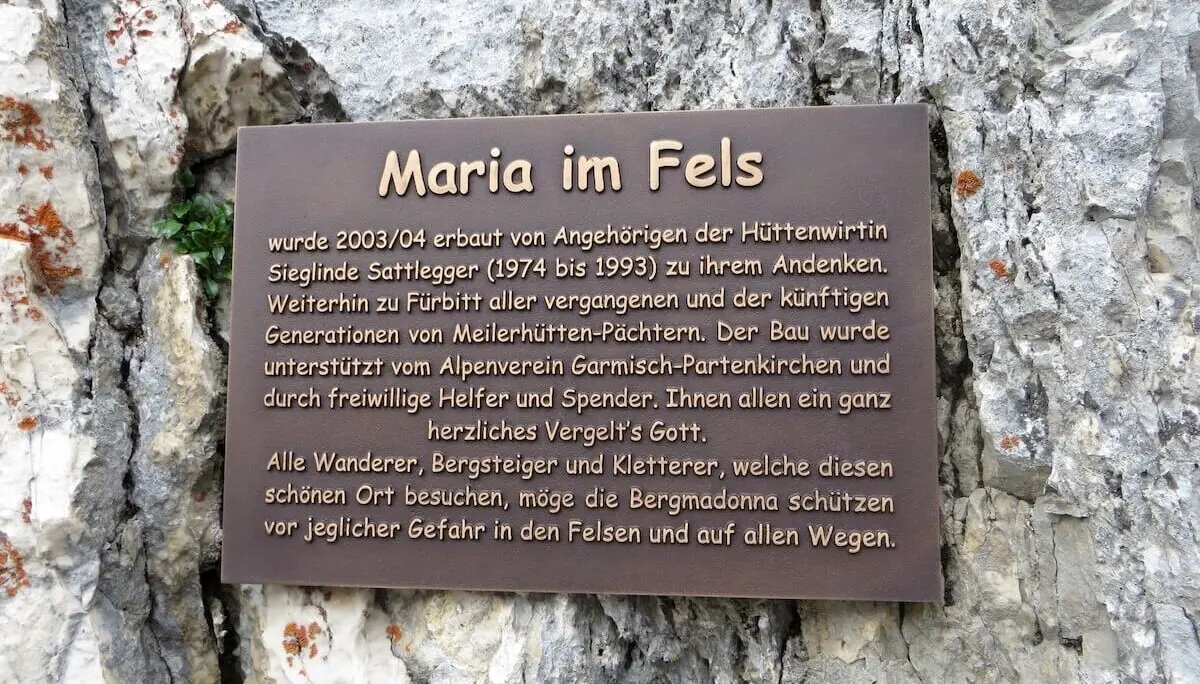 Maria im Fels
wurde 2003/04 erbaut von Angehörigen der Hüttenwirtin
Sieglinde Sattlegger (1974 bis 1993) zu ihrem Andenken.
Weiterhin zu Fürbitt aller vergangenen und der künftigen
Generationen von Meilerhütten-Pächtern. Der Bau wurde
unterstützt vom Alpenverein Garmisch-Partenkirchen und
durch freiwillige Helfer und Spender. Ihnen allen ein ganz
herzliches Vergelt's Gott.
Alle Wanderer, Bergsteiger und Kletterer, welche diesen
schönen Ort besuchen, möge die Bergmadonna schützen
vor jeglicher Gefahr in den Felsen und auf allen Wegen.